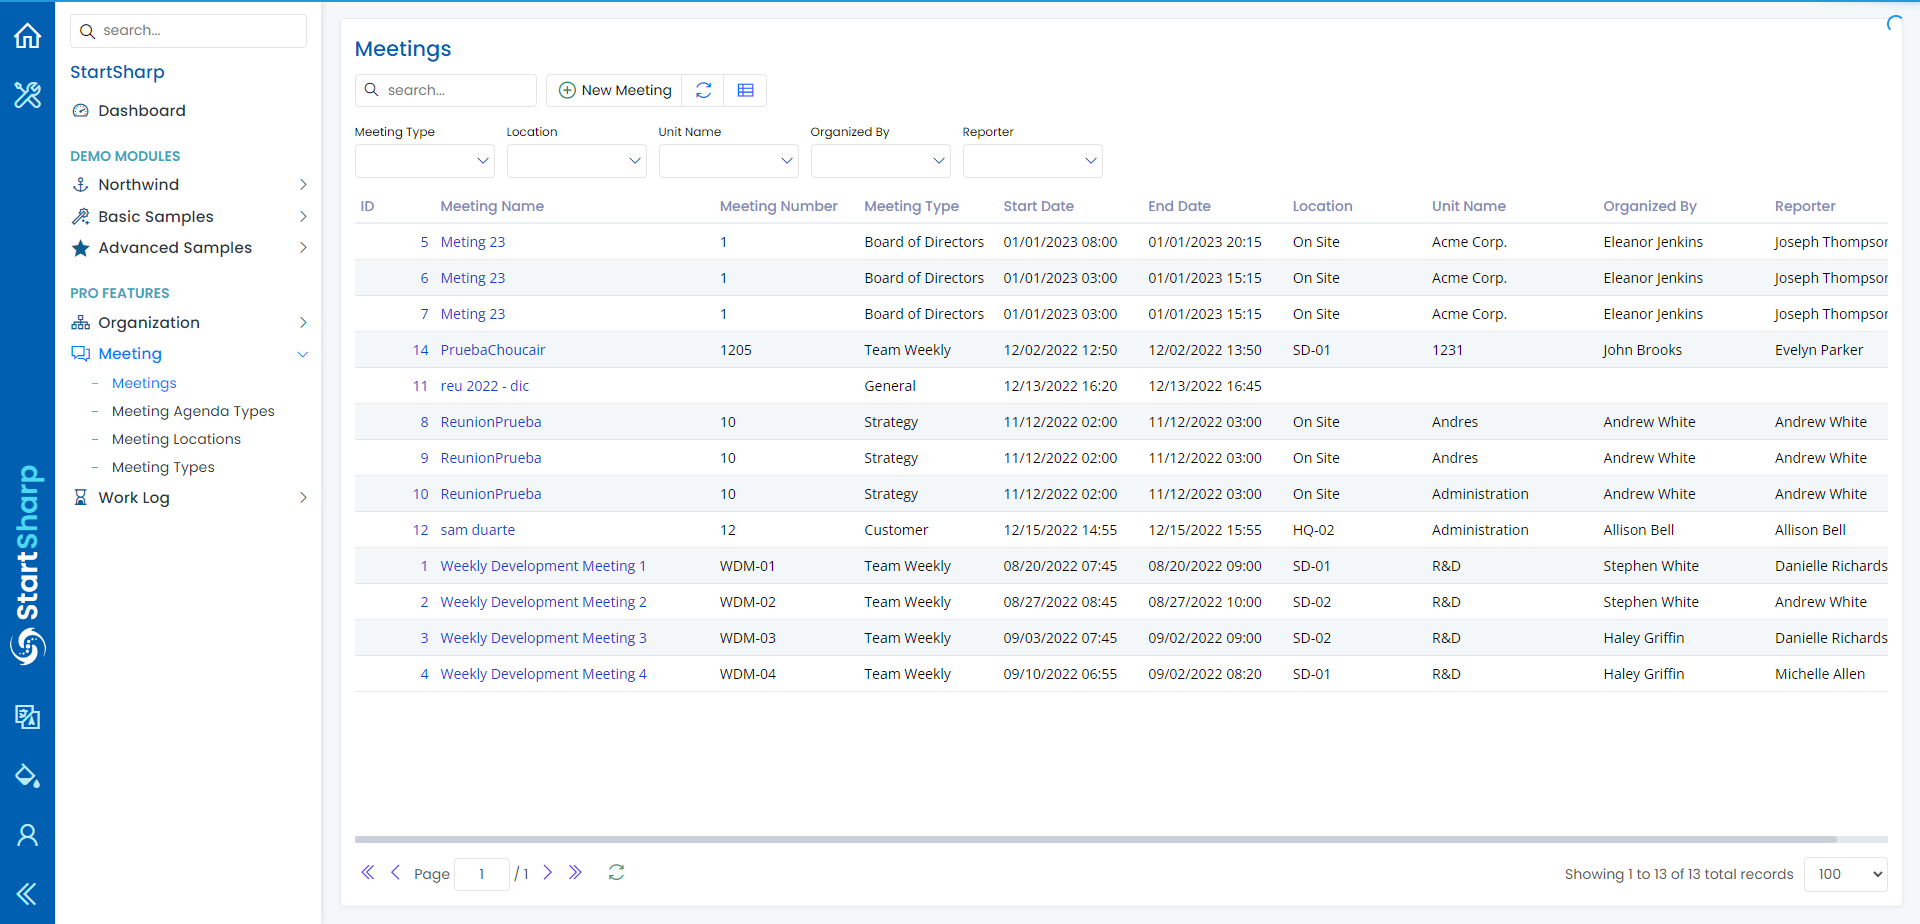 search...
StartSharp
Dashboard
DEMO MODULES
Northwind
Basic Samples
Advanced Samples
PRO FEATURES
Organization
Meeting
Meetings
Meeting Agenda Types
Meeting Locations
Meeting Types
Work Log
StartSharp
Meetings
search... New Meeting
Meeting Type Location Unit Name Organized By Reporter
ID Meeting Name Meeting Number Meeting Type Start Date End Date Location Unit Name Organized By Reporter
5 Meting 23 1 Board of Directors 01/01/2023 08:00 01/01/2023 20:15 On Site Acme Corp. Eleanor Jenkins Joseph Thompson
6 Meting 23 1 Board of Directors 01/01/2023 03:00 01/01/2023 15:15 On Site Acme Corp. Eleanor Jenkins Joseph Thompson
7 Meting 23 1 Board of Directors 01/01/2023 03:00 01/01/2023 15:15 On Site Acme Corp. Eleanor Jenkins Joseph Thompson
14 PruebaChoucair 1205 Team Weekly 12/02/2022 12:50 12/02/2022 13:50 SD-01 1231 John Brooks Evelyn Parker
11 reu 2022 - dic General 12/13/2022 16:20 12/13/2022 16:45
8 ReunionPrueba 10 Strategy 11/12/2022 02:00 11/12/2022 03:00 On Site Andres Andrew White Andrew White
9 ReunionPrueba 10 Strategy 11/12/2022 02:00 11/12/2022 03:00 On Site Andres Andrew White Andrew White
10 ReunionPrueba 10 Strategy 11/12/2022 02:00 11/12/2022 03:00 On Site Administration Andrew White Andrew White
12 sam duarte 12 Customer 12/15/2022 14:55 12/15/2022 15:55 HQ-02 Administration Allison Bell Allison Bell
1 Weekly Development Meeting 1 WDM-01 Team Weekly 08/20/2022 07:45 08/20/2022 09:00 SD-01 R&D Stephen White Danielle Richards
2 Weekly Development Meeting 2 WDM-02 Team Weekly 08/27/2022 08:45 08/27/2022 10:00 SD-02 R&D Stephen White Andrew White
3 Weekly Development Meeting 3 WDM-03 Team Weekly 09/03/2022 07:45 09/02/2022 09:00 SD-02 R&D Haley Griffin Danielle Richards
4 Weekly Development Meeting 4 WDM-04 Team Weekly 09/10/2022 06:55 09/02/2022 08:20 SD-01 R&D Haley Griffin Michelle Allen
Page 1 / 1 Showing 1 to 13 of 13 total records 100